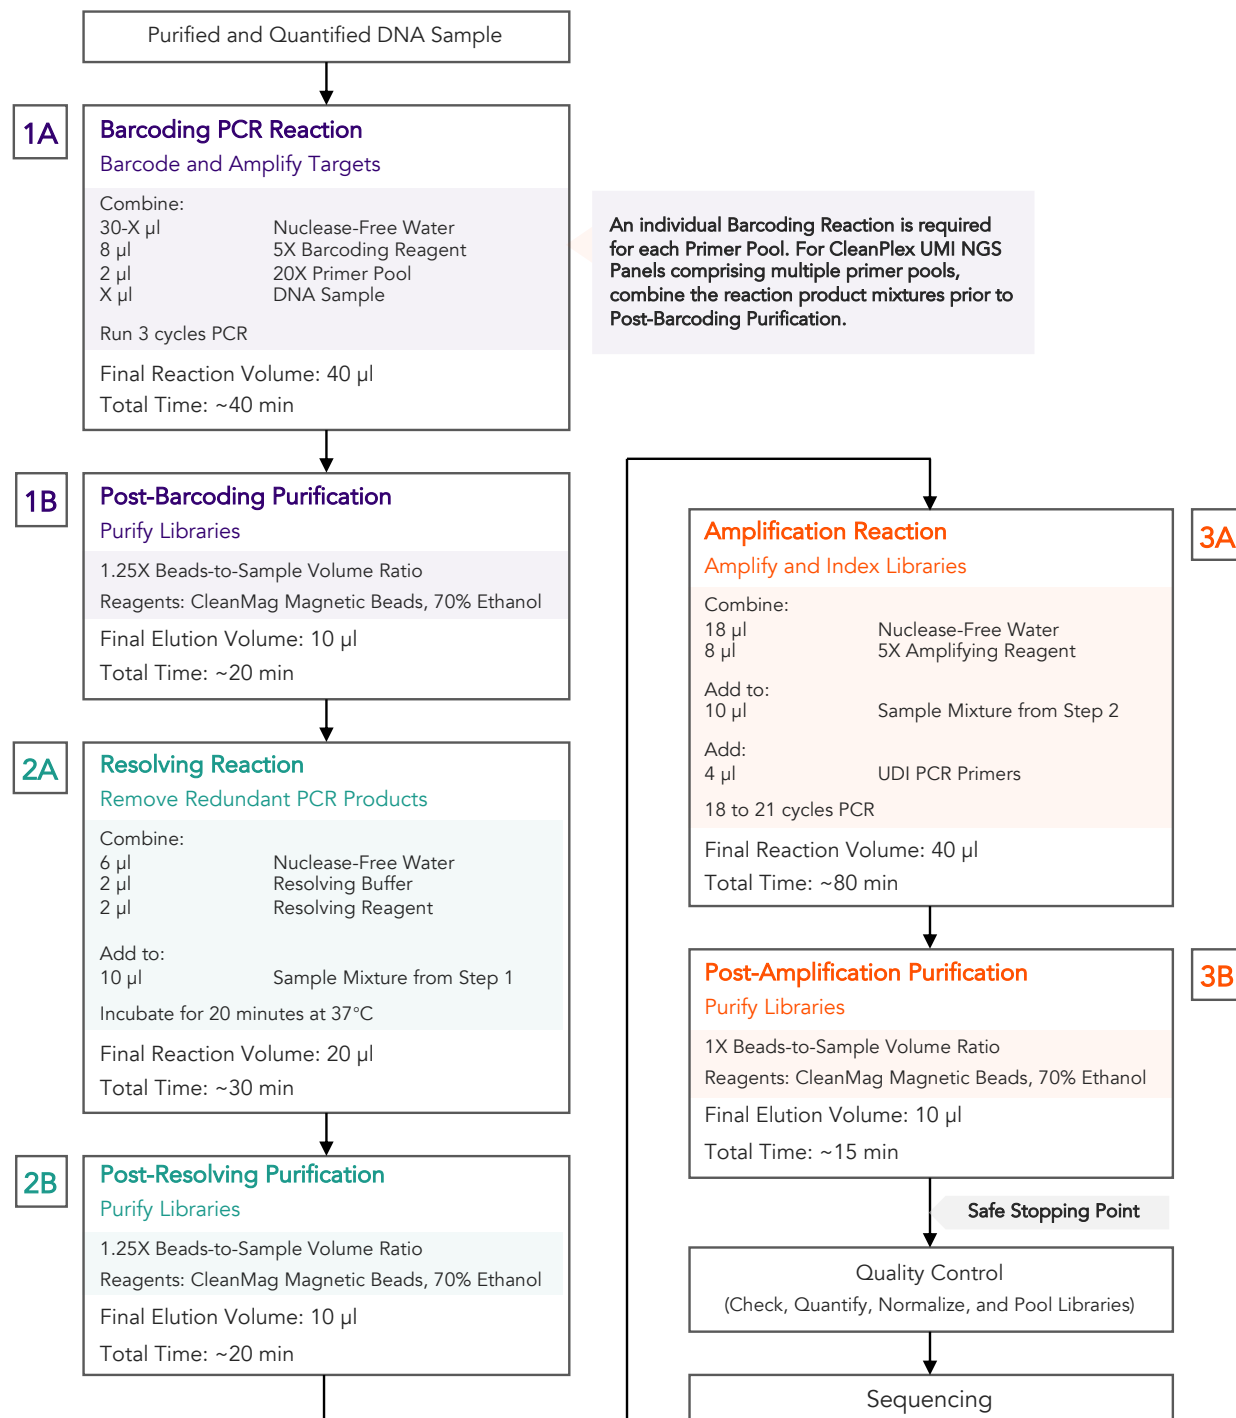 Purified and Quantified DNA Sample
1A
Barcoding PCR Reaction
Barcode and Amplify Targets
Combine:
30-X µl Nuclease-Free Water
8 µl 5X Barcoding Reagent
2 µl 20X Primer Pool
X µl DNA Sample
Run 3 cycles PCR
Final Reaction Volume: 40 µl
Total Time: ~40 min
An individual Barcoding Reaction is required
for each Primer Pool. For CleanPlex UMI NGS
Panels comprising multiple primer pools,
combine the reaction product mixtures prior to
Post-Barcoding Purification.
1B
Post-Barcoding Purification
Purify Libraries
1.25X Beads-to-Sample Volume Ratio
Reagents: CleanMag Magnetic Beads, 70% Ethanol
Final Elution Volume: 10 µl
Total Time: ~20 min
2A
Resolving Reaction
Remove Redundant PCR Products
Combine:
6 µl Nuclease-Free Water
2 µl Resolving Buffer
2 µl Resolving Reagent
Add to:
10 µl Sample Mixture from Step 1
Incubate for 20 minutes at 37°C
Final Reaction Volume: 20 µl
Total Time: ~30 min
2B
Post-Resolving Purification
Purify Libraries
1.25X Beads-to-Sample Volume Ratio
Reagents: CleanMag Magnetic Beads, 70% Ethanol
Final Elution Volume: 10 µl
Total Time: ~20 min
3A
Amplification Reaction
Amplify and Index Libraries
Combine:
18 µl Nuclease-Free Water
8 µl 5X Amplifying Reagent
Add to:
10 µl Sample Mixture from Step 2
Add:
4 µl UDI PCR Primers
18 to 21 cycles PCR
Final Reaction Volume: 40 µl
Total Time: ~80 min
3B
Post-Amplification Purification
Purify Libraries
1X Beads-to-Sample Volume Ratio
Reagents: CleanMag Magnetic Beads, 70% Ethanol
Final Elution Volume: 10 µl
Total Time: ~15 min
Safe Stopping Point
Quality Control
(Check, Quantify, Normalize, and Pool Libraries)
Sequencing